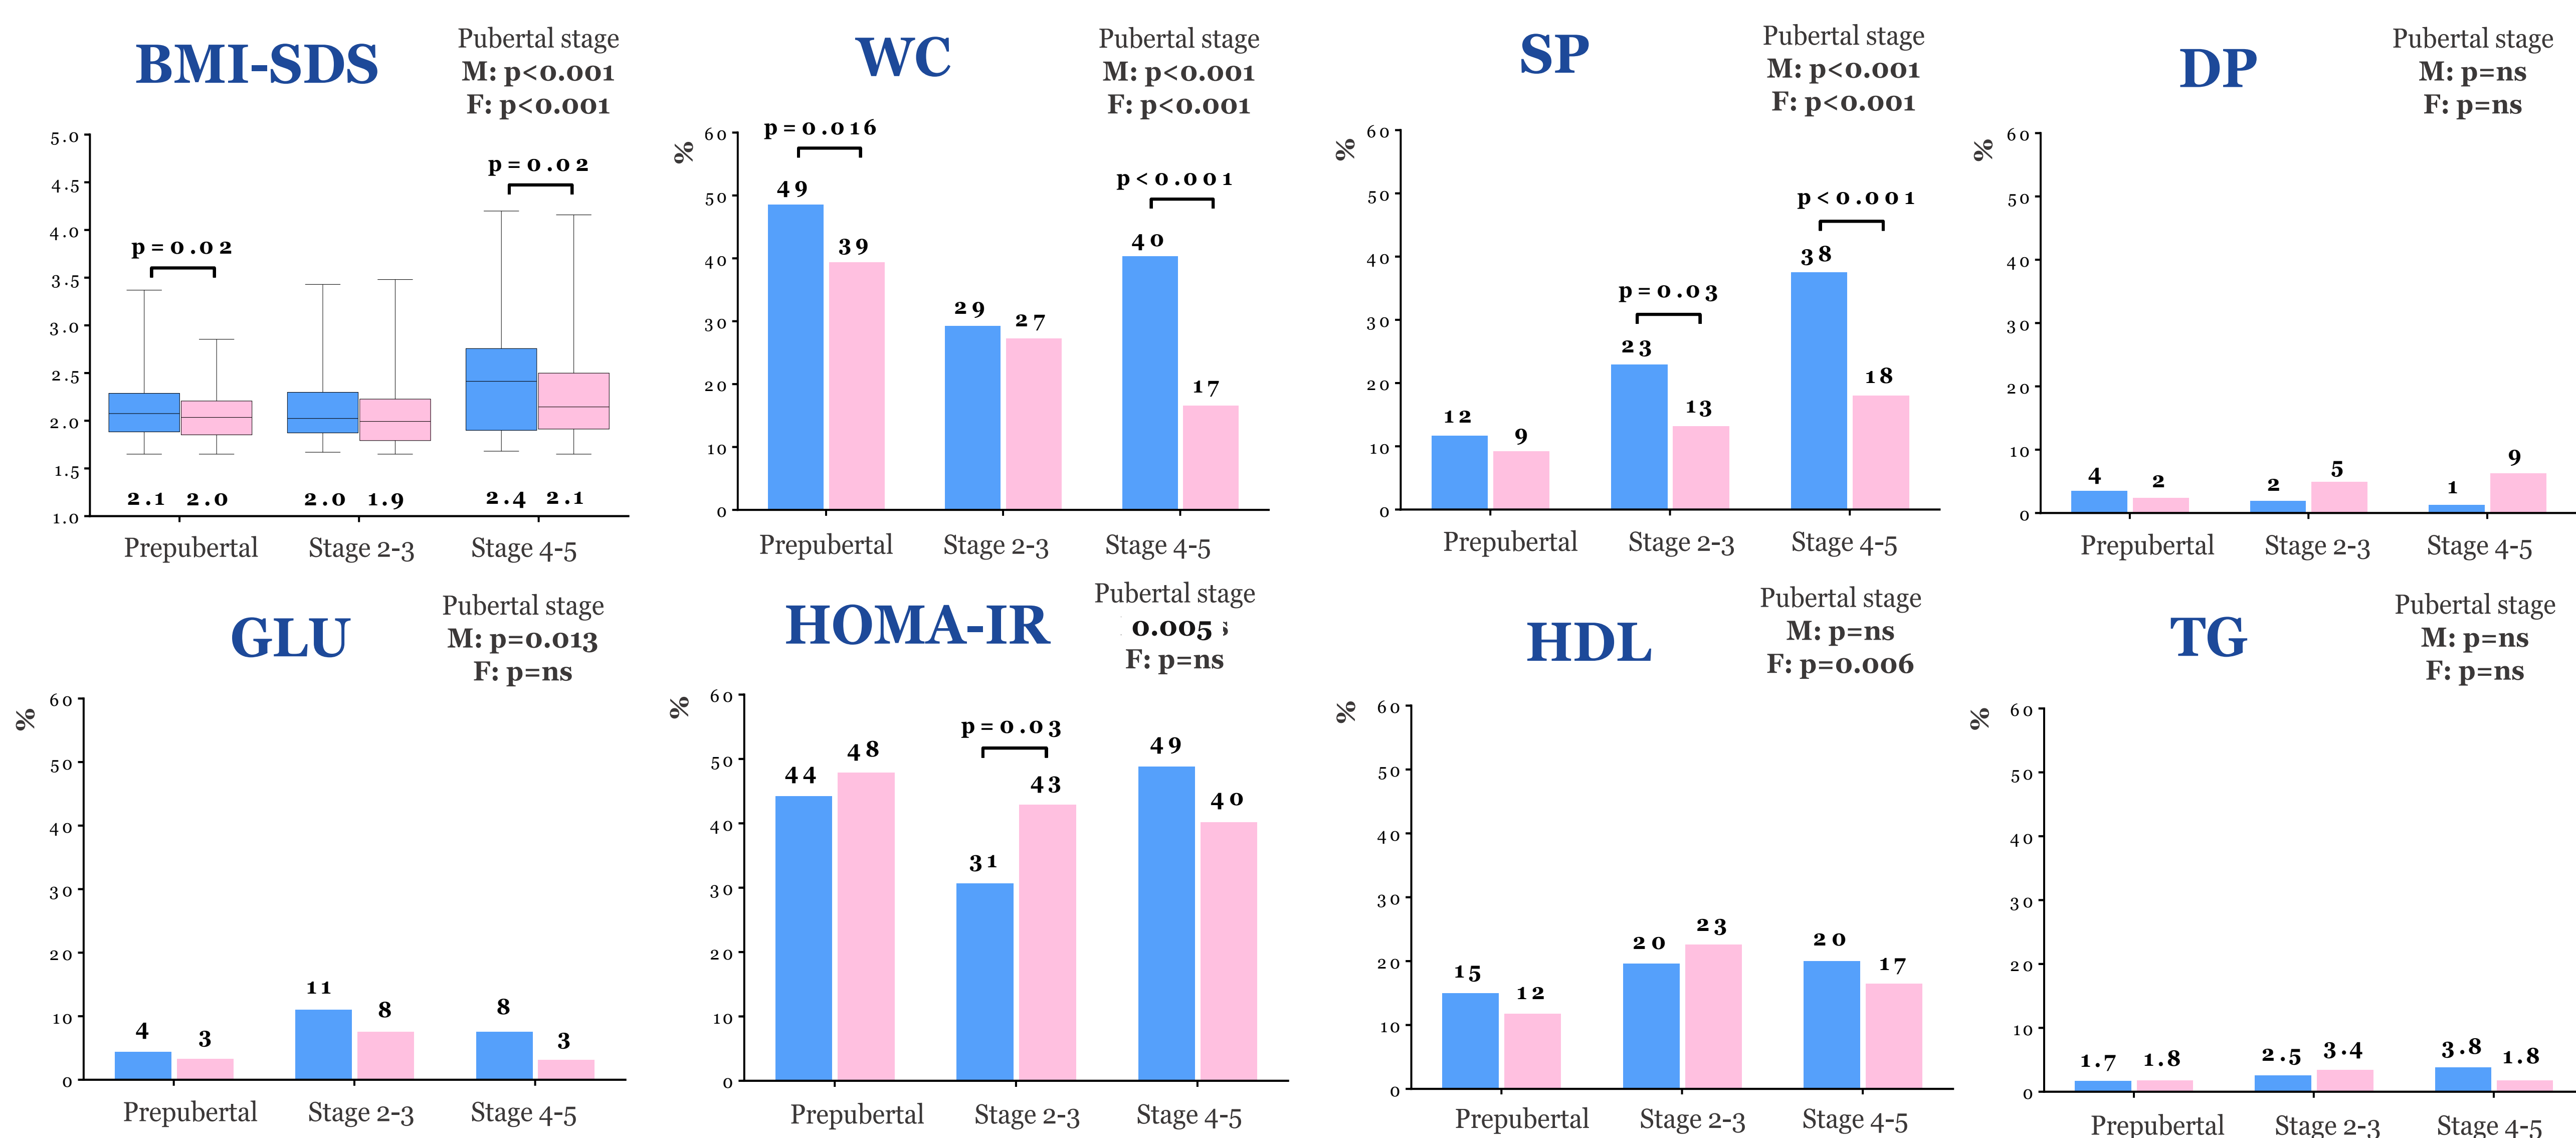 BMI-SDS
Pubertal stage
M: p<0.001
F: p<0.001
5.0
4.5
4.0
3.5
3.0
2.5
2.0
1.5
1.0
p=0.02
p=0.02
2.1 2.0 2.0 1.9 2.4 2.1
Prepubertal Stage 2-3 Stage 4-5
WC
Pubertal stage
M: p<0.001
F: p<0.001
%
60
50
40
30
20
10
0
p=0.016
p<0.001
49 39 29 27 40 17
Prepubertal Stage 2-3 Stage 4-5
SP
Pubertal stage
M: p<0.001
F: p<0.001
%
60
50
40
30
20
10
0
p=0.03
p<0.001
12 9 23 13 38 18
Prepubertal Stage 2-3 Stage 4-5
DP
Pubertal stage
M: p=ns
F: p=ns
%
60
50
40
30
20
10
0
4 2 2 5 1 9
Prepubertal Stage 2-3 Stage 4-5
GLU
Pubertal stage
M: p=0.013
F: p=ns
%
60
50
40
30
20
10
0
4 3 11 8 8 3
Prepubertal Stage 2-3 Stage 4-5
HOMA-IR
Pubertal stage
0.005
F: p=ns
%
60
50
40
30
20
10
0
p=0.03
44 48 31 43 49 40
Prepubertal Stage 2-3 Stage 4-5
HDL
Pubertal stage
M: p=ns
F: p=0.006
%
60
50
40
30
20
10
0
15 12 20 23 20 17
Prepubertal Stage 2-3 Stage 4-5
TG
Pubertal stage
M: p=ns
F: p=ns
%
60
50
40
30
20
10
0
1.7 1.8 2.5 3.4 3.8 1.8
Prepubertal Stage 2-3 Stage 4-5